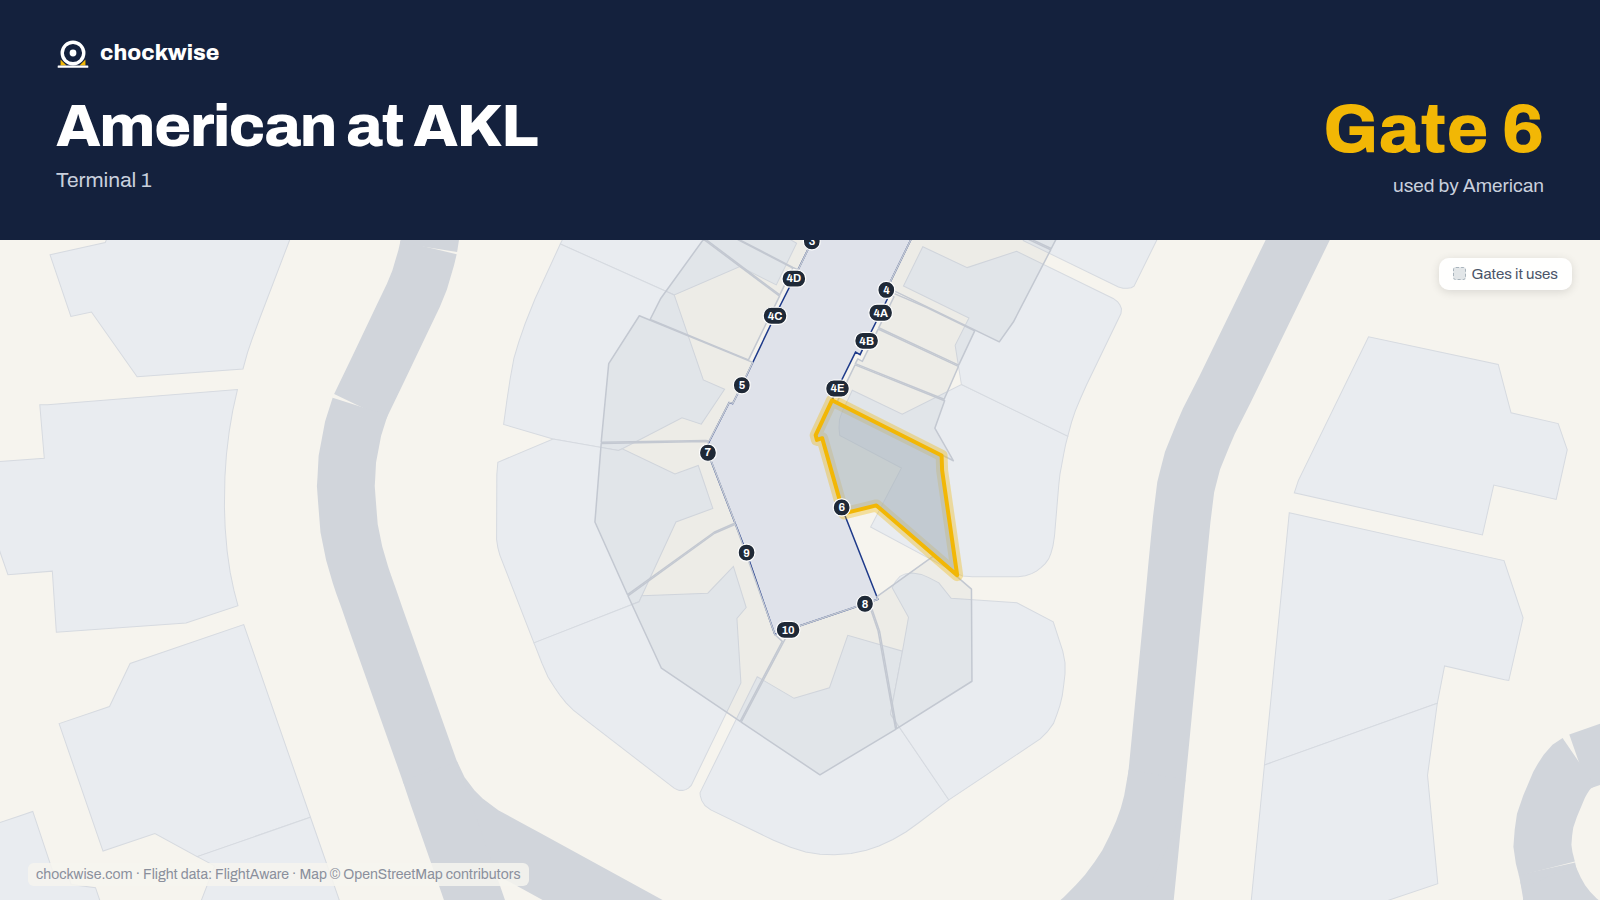 chockwise
American at AKL
Terminal 1
Gate 6
used by American
Gates it uses
3
4D
4
4C
4A
4B
5
4E
7
6
9
8
10
chockwise.com · Flight data: FlightAware · Map © OpenStreetMap contributors